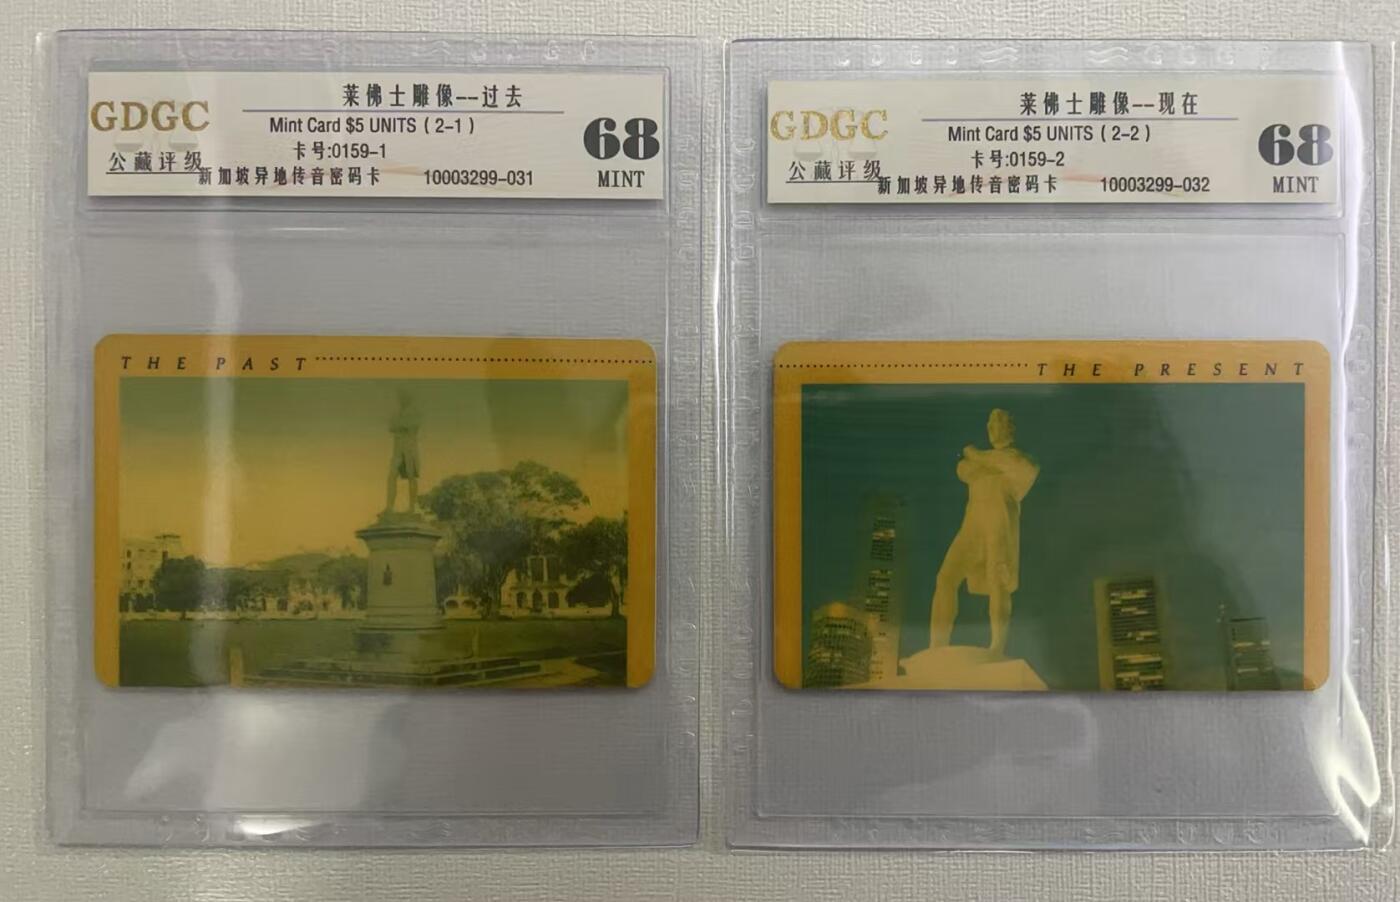 GDGC
公藏评级
莱佛士雕像--过去
Mint Card $5 UNITS ( 2-1 )
卡号:0159-1
新加坡异地传音密码卡 10003299-031
68
MINT
THE PAST
GDGC
公藏评级
莱佛士雕像--现在
Mint Card $5 UNITS ( 2-2 )
卡号:0159-2
新加坡异地传音密码卡 10003299-032
68
MINT
THE PRESENT